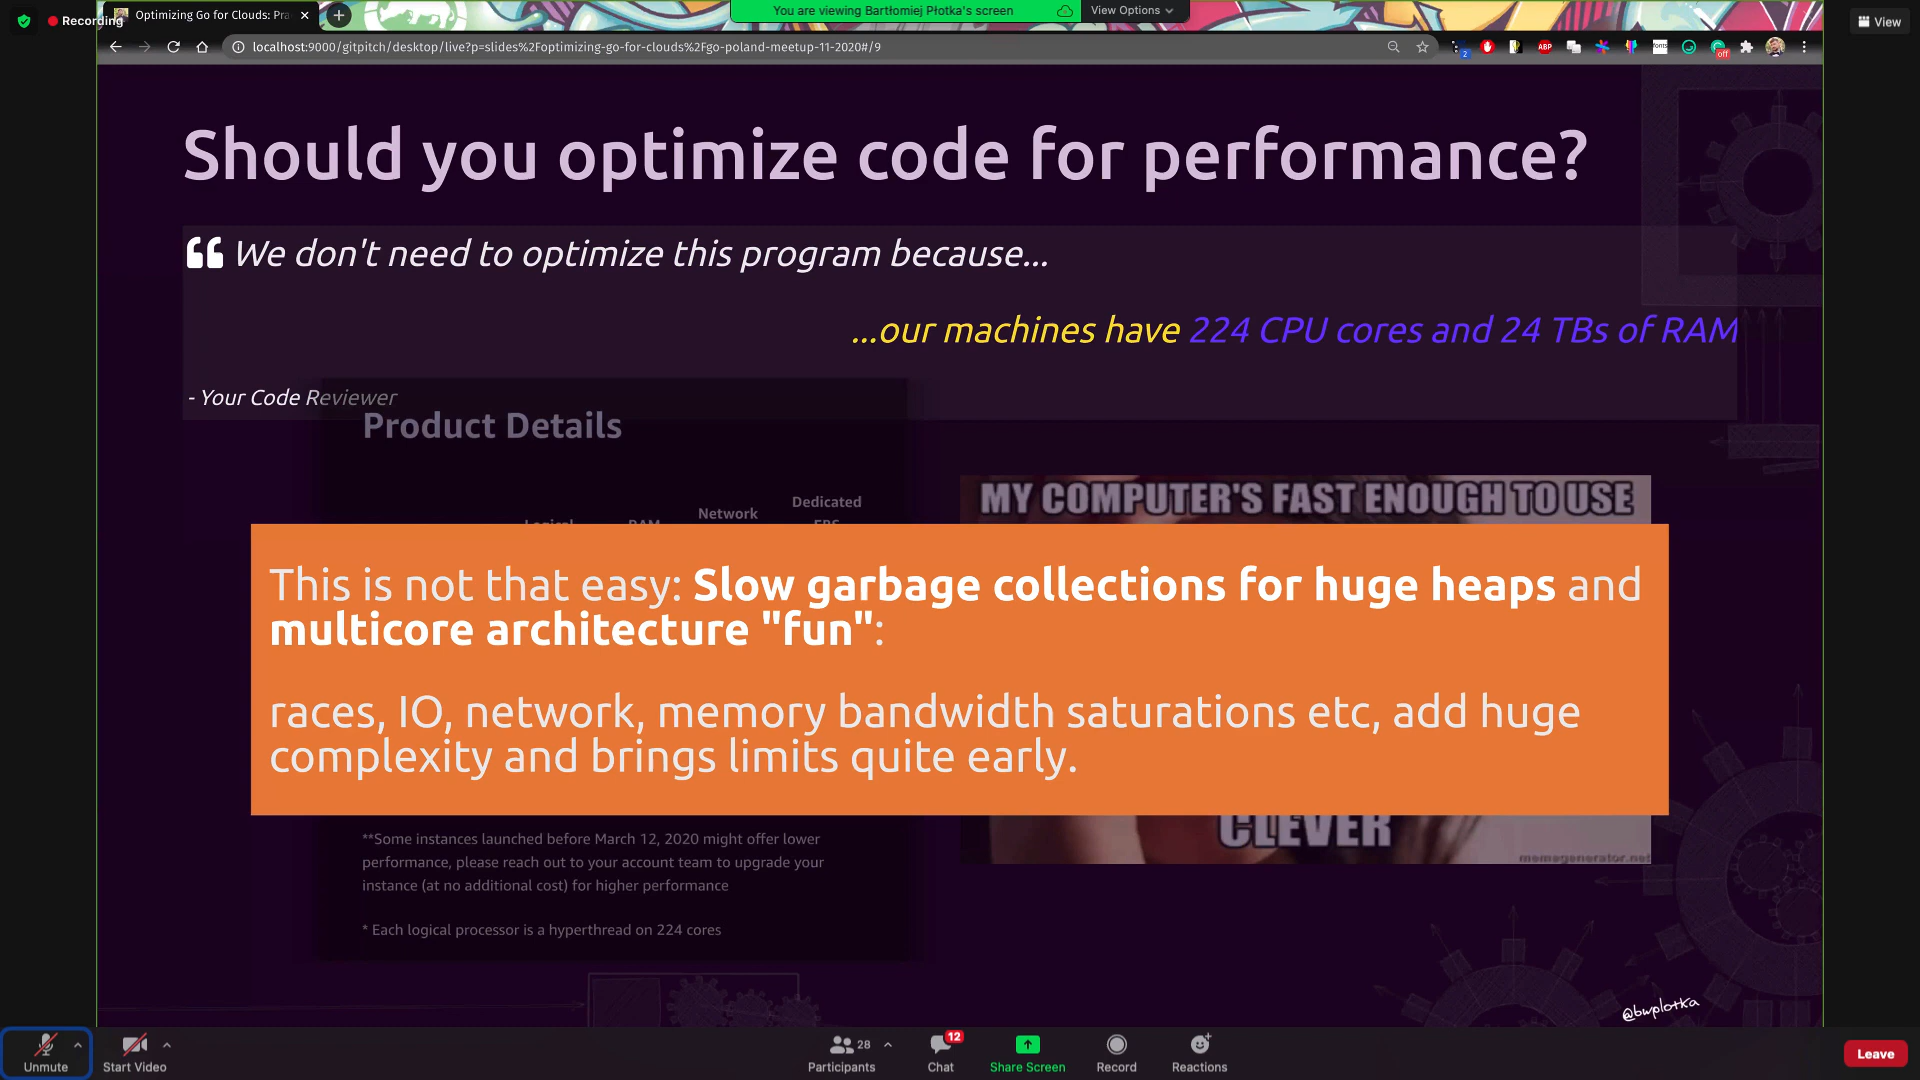 Recording
Optimizing Go for Clouds: Pra
You are viewing Bartłomiej Płotka's screen
View Options
View
localhost:9000/gitpitch/desktop/live?p=slides%2Foptimizing-go-for-clouds%2Fgo-poland-meetup-11-2020#/9
2
ABP
fonts
off
Should you optimize code for performance?
“ We don't need to optimize this program because...
...our machines have 224 CPU cores and 24 TBs of RAM
- Your Code Reviewer
Product Details
MY COMPUTER'S FAST ENOUGH TO USE
Dedicated
Network
Logical RAM EBS
This is not that easy: Slow garbage collections for huge heaps and
multicore architecture "fun":
races, IO, network, memory bandwidth saturations etc, add huge
complexity and brings limits quite early.
CLEVER
memegenerator.net
**Some instances launched before March 12, 2020 might offer lower
performance, please reach out to your account team to upgrade your
instance (at no additional cost) for higher performance
* Each logical processor is a hyperthread on 224 cores
@bwplotka
Unmute
Start Video
28
Participants
12
Chat
Share Screen
Record
Reactions
Leave